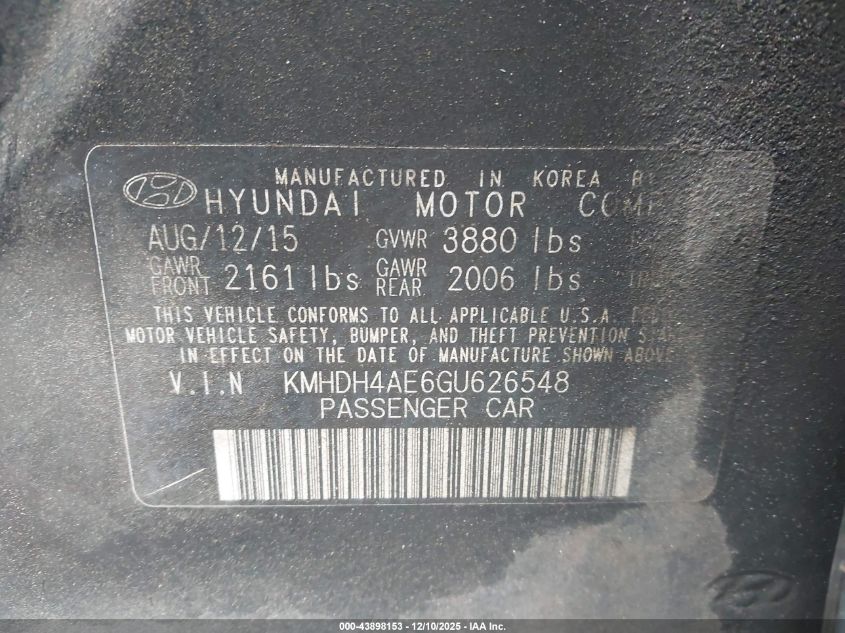 MANUFACTURED IN KOREA
HYUNDAI MOTOR
AUG/12/15 GVWR 3880 lbs
GAWR FRONT 2161 lbs GAWR REAR 2006 lbs
THIS VEHICLE CONFORMS TO ALL APPLICABLE U.S.A.
MOTOR VEHICLE SAFETY, BUMPER, AND THEFT PREVENTION
IN EFFECT ON THE DATE OF MANUFACTURE SHOWN ABOVE
V.I.N KMHDH4AE6GU626548
PASSENGER CAR
000-43898153 - 12/10/2025 - IAA Inc.